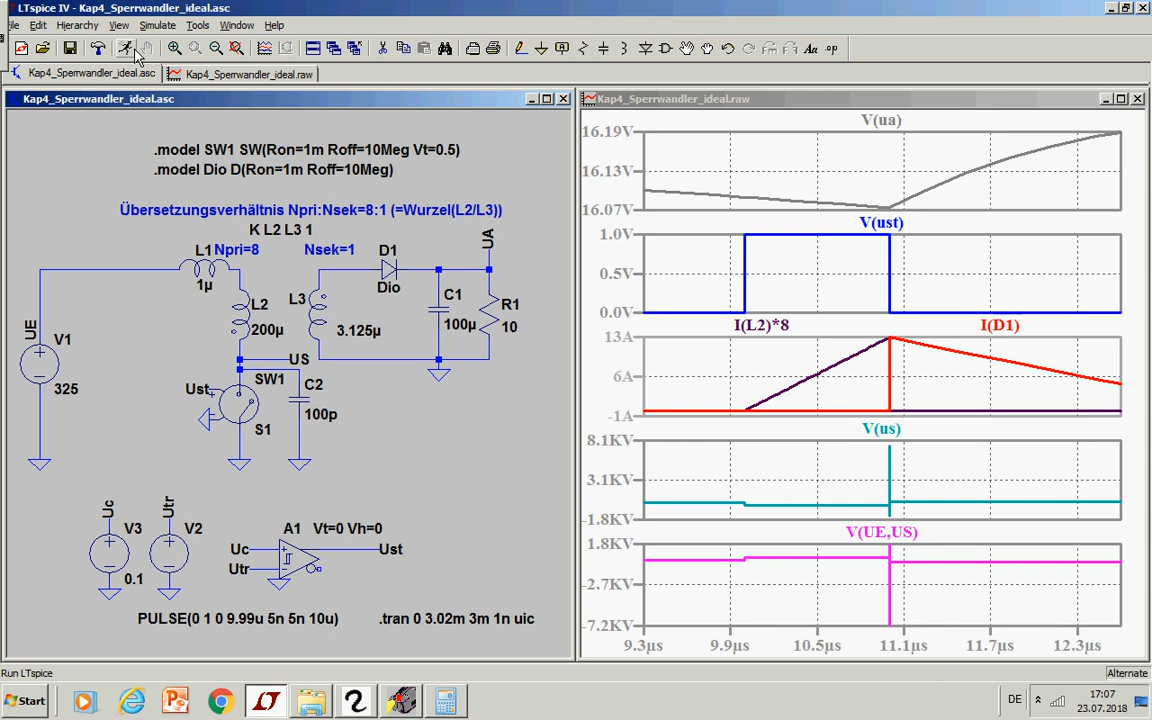 LTspice IV - Kap4_Sperrwandler_ideal.asc
ile Edit Hierarchy View Simulate Tools Window Help
Kap4_Sperrwandler_ideal.asc Kap4_Sperrwandler_ideal.raw
Kap4_Sperrwandler_ideal.asc
.model SW1 SW(Ron=1m Roff=10Meg Vt=0.5)
.model Dio D(Ron=1m Roff=10Meg)
Übersetzungsverhältnis Npri:Nsek=8:1 (=Wurzel(L2/L3))
K L2 L3 1
L1 Npri=8 Nsek=1 D1 UA
1µ Dio
L2 L3 C1 R1
200µ 3.125µ 100µ 10
UE V1 US
325
Ust SW1 C2
100p
S1
Uc V3 Utr V2 A1 Vt=0 Vh=0
Uc Ust
0.1 Utr
PULSE(0 1 0 9.99u 5n 5n 10u) .tran 0 3.02m 3m 1n uic
Kap4_Sperrwandler_ideal.raw
V(ua)
16.19V
16.13V
16.07V
V(ust)
1.0V
0.5V
0.0V
I(L2)*8 I(D1)
13A
6A
-1A
V(us)
8.1KV
3.1KV
-1.8KV
V(UE,US)
1.8KV
-2.7KV
-7.2KV
9.3µs 9.9µs 10.5µs 11.1µs 11.7µs 12.3µs
Run LTspice Alternate
Start DE 17:07
23.07.2018